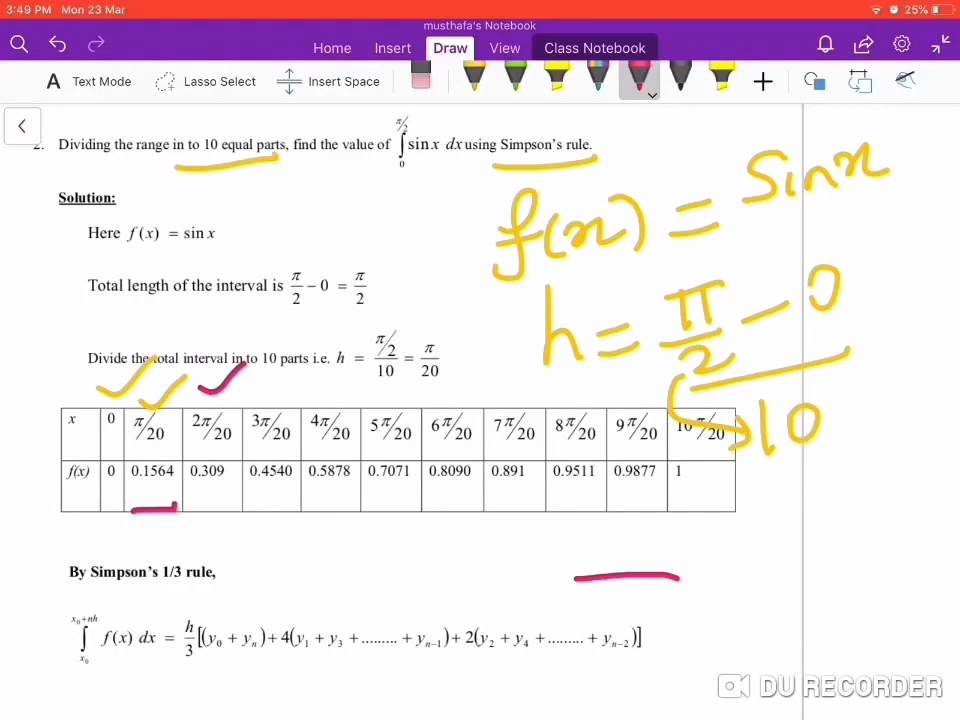 3:49 PM Mon 23 Mar 25%
musthafa's Notebook
Home Insert Draw View Class Notebook
A Text Mode Lasso Select Insert Space
2. Dividing the range in to 10 equal parts, find the value of ∫₀^(π/2) sin x dx using Simpson's rule.
f(x) = sinx
Solution:
Here f(x) = sin x
h = π/2 − 0
10
Total length of the interval is π/2 − 0 = π/2
Divide the total interval in to 10 parts i.e. h = (π/2)/10 = π/20
x 0 π/20 2π/20 3π/20 4π/20 5π/20 6π/20 7π/20 8π/20 9π/20 10π/20
f(x) 0 0.1564 0.309 0.4540 0.5878 0.7071 0.8090 0.891 0.9511 0.9877 1
By Simpson's 1/3 rule,
∫_(x₀)^(x₀+nh) f(x) dx = h/3 [(y₀ + yₙ) + 4(y₁ + y₃ + ......... + yₙ₋₁) + 2(y₂ + y₄ + ......... + yₙ₋₂)]
DU RECORDER